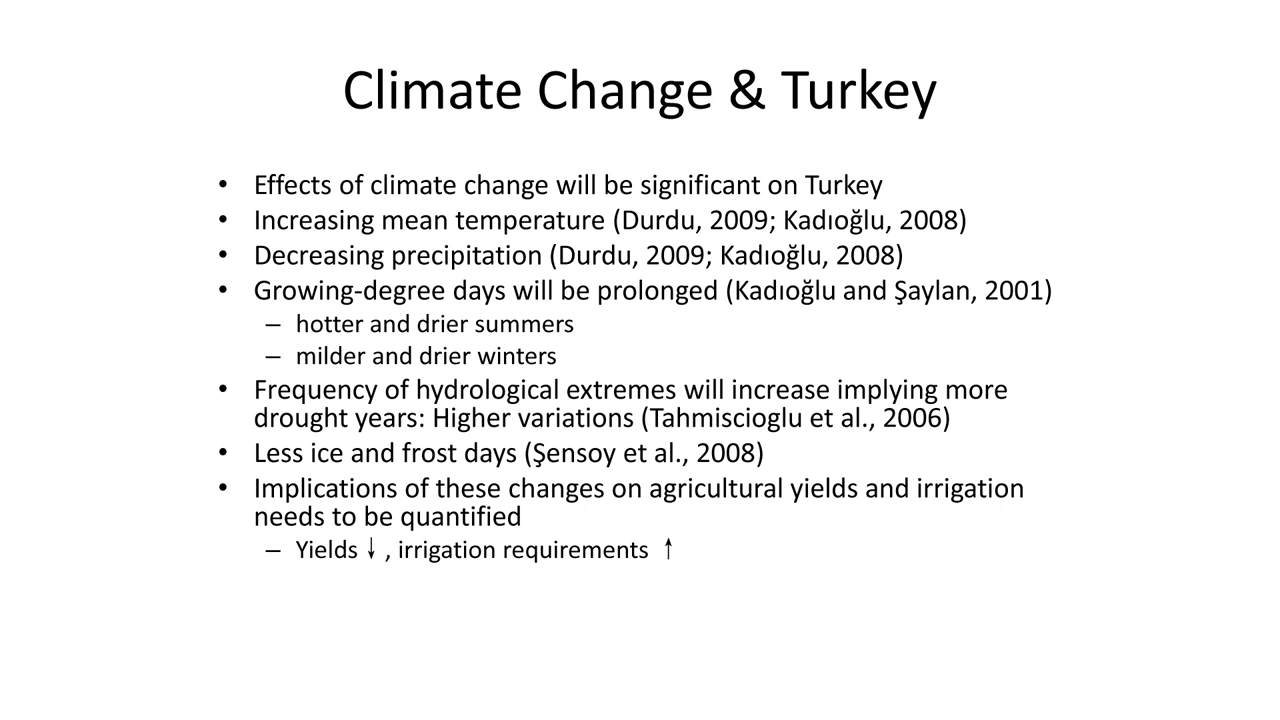 Climate Change & Turkey
• Effects of climate change will be significant on Turkey
• Increasing mean temperature (Durdu, 2009; Kadıoğlu, 2008)
• Decreasing precipitation (Durdu, 2009; Kadıoğlu, 2008)
• Growing-degree days will be prolonged (Kadıoğlu and Şaylan, 2001)
– hotter and drier summers
– milder and drier winters
• Frequency of hydrological extremes will increase implying more
drought years: Higher variations (Tahmiscioglu et al., 2006)
• Less ice and frost days (Şensoy et al., 2008)
• Implications of these changes on agricultural yields and irrigation
needs to be quantified
– Yields ↓ , irrigation requirements ↑